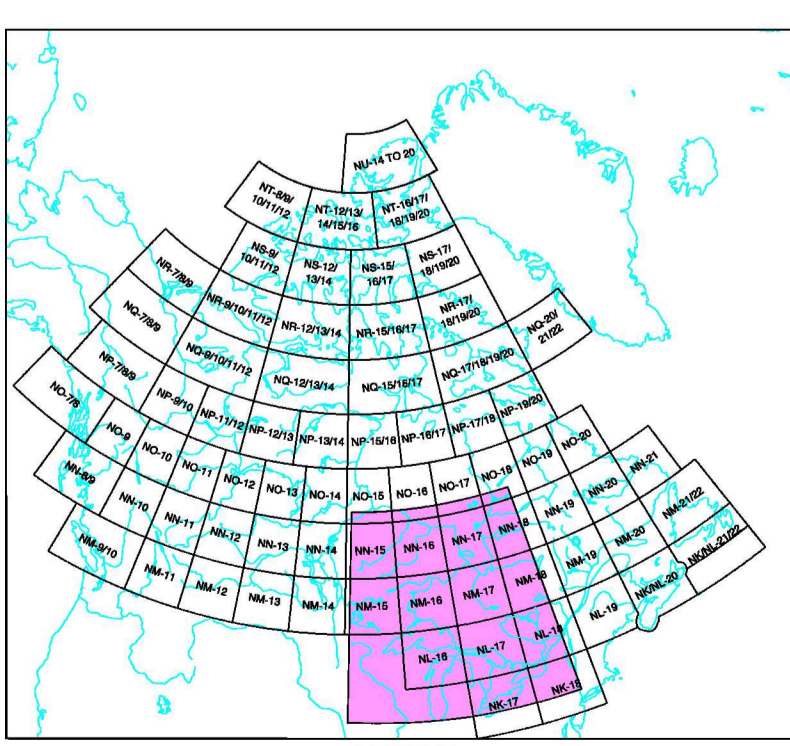 NU-14 TO 20
NT-8/9/
10/11/12
NT-12/13/
14/15/16
NT-16/17/
18/19/20
NS-9/
10/11/12
NS-12/
13/14
NS-15/
16/17
NS-17/
18/19/20
NR-7/8/9
NR-9/10/11/12
NR-12/13/14
NR-15/16/17
NR-17/
18/19/20
NQ-7/8/9
NQ-9/10/11/12
NQ-12/13/14
NQ-15/16/17
NQ-17/18/19/20
NQ-20/
21/22
NP-7/8/9
NP-9/10
NP-11/12
NP-12/13
NP-13/14
NP-15/16
NP-16/17
NP-17/18
NP-19/20
NO-7/8
NO-9
NO-10
NO-11
NO-12
NO-13
NO-14
NO-15
NO-16
NO-17
NO-18
NO-19
NO-20
NN-8/9
NN-10
NN-11
NN-12
NN-13
NN-14
NN-15
NN-16
NN-17
NN-18
NN-19
NN-20
NN-21
NM-9/10
NM-11
NM-12
NM-13
NM-14
NM-15
NM-16
NM-17
NM-18
NM-19
NM-20
NM-21/22
NL-16
NL-17
NL-18
NL-19
NK/NL-20
NK/NL-21/22
NK-17
NK-18